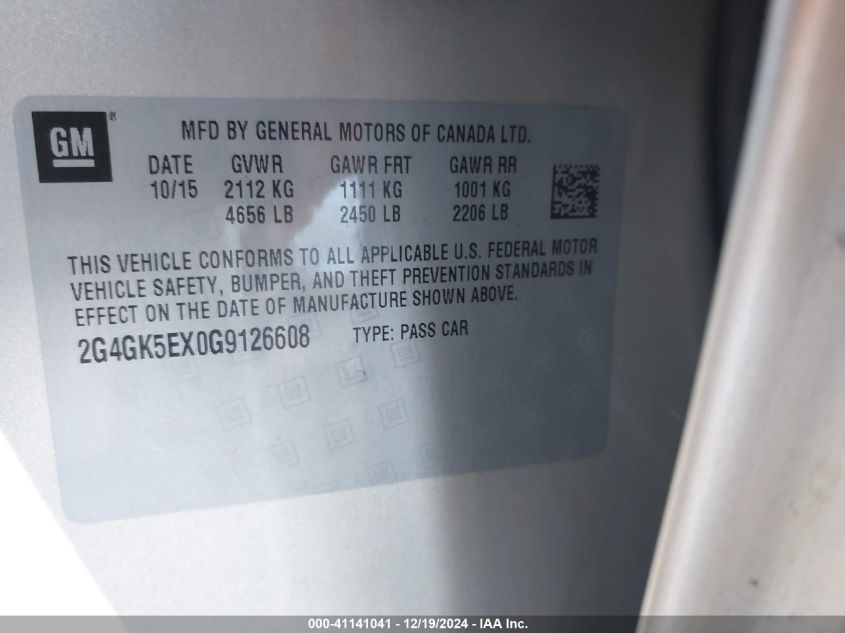 GM®
MFD BY GENERAL MOTORS OF CANADA LTD.
DATE GVWR GAWR FRT GAWR RR
10/15 2112 KG 1111 KG 1001 KG
4656 LB 2450 LB 2206 LB
THIS VEHICLE CONFORMS TO ALL APPLICABLE U.S. FEDERAL MOTOR
VEHICLE SAFETY, BUMPER, AND THEFT PREVENTION STANDARDS IN
EFFECT ON THE DATE OF MANUFACTURE SHOWN ABOVE.
2G4GK5EX0G9126608 TYPE: PASS CAR
000-41141041 - 12/19/2024 - IAA Inc.